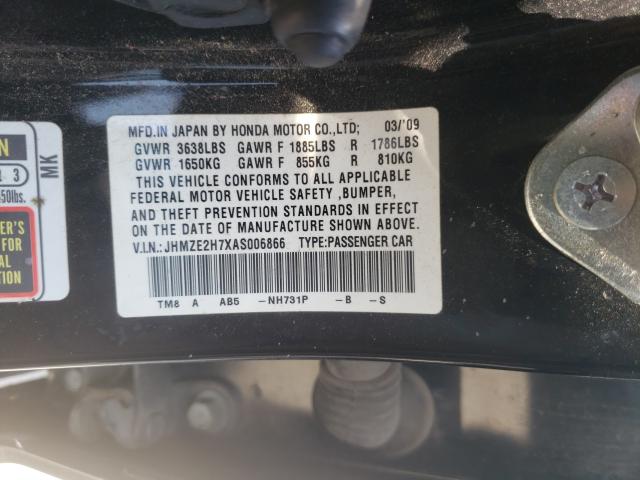 MFD.IN JAPAN BY HONDA MOTOR CO.,LTD; 03/'09
GVWR 3638LBS GAWR F 1885LBS R 1786LBS
GVWR 1650KG GAWR F 855KG R 810KG
THIS VEHICLE CONFORMS TO ALL APPLICABLE
FEDERAL MOTOR VEHICLE SAFETY ,BUMPER,
AND THEFT PREVENTION STANDARDS IN EFFECT
ON THE DATE OF MANUFACTURE SHOWN ABOVE.
V.I.N.: JHMZE2H7XAS006866 TYPE:PASSENGER CAR
TM8 A AB5 -NH731P -B -S
MK
3
50lbs.
FOR